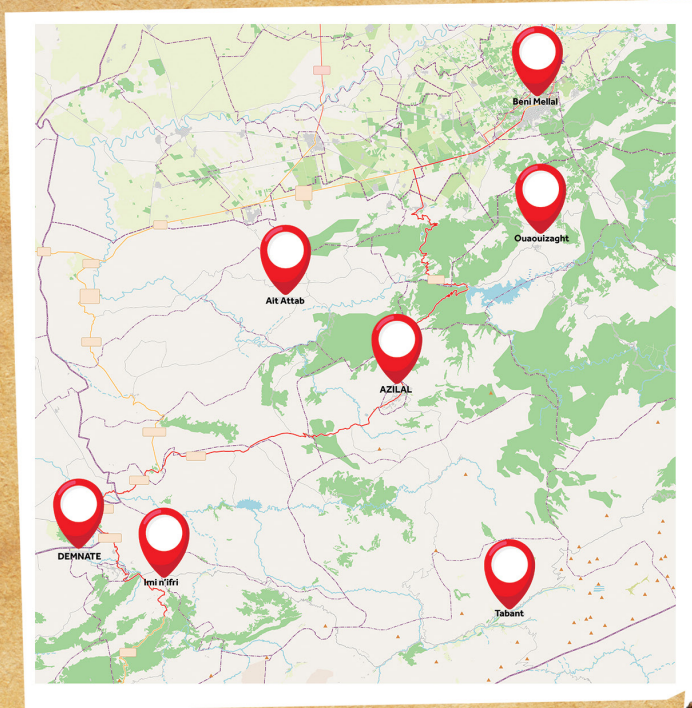 Beni Mellal
Ouaouizaght
Ait Attab
AZILAL
DEMNATE
Imi n'ifri
Tabant